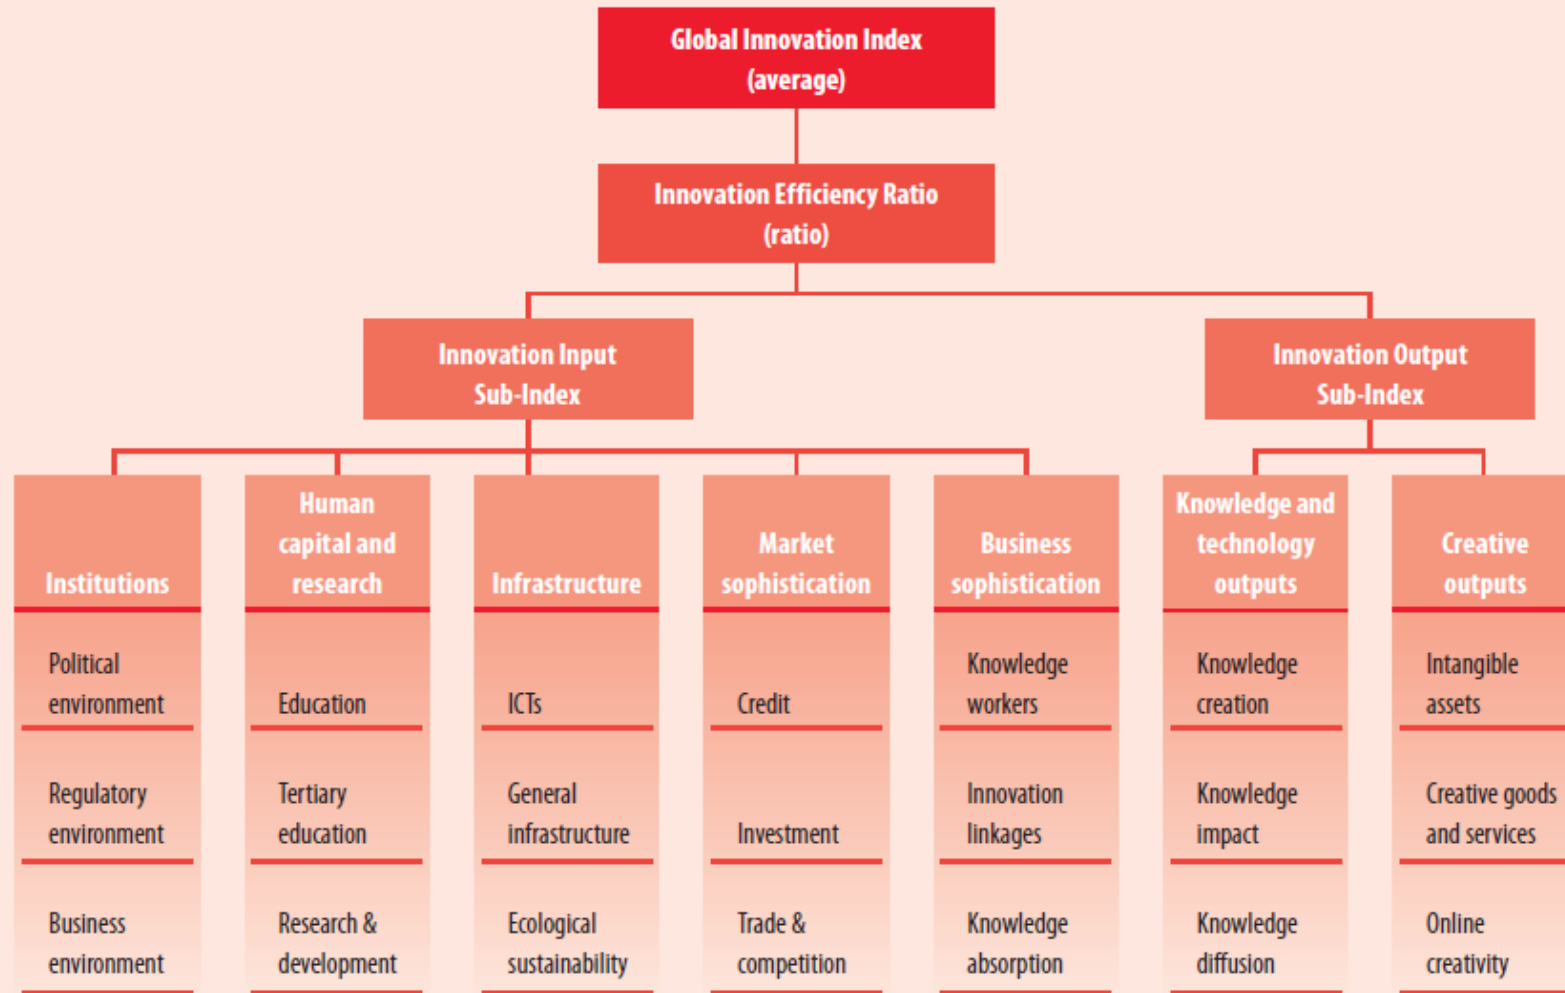 Global Innovation Index
(average)
Innovation Efficiency Ratio
(ratio)
Innovation Input
Sub-Index
Innovation Output
Sub-Index
Institutions
Human
capital and
research
Infrastructure
Market
sophistication
Business
sophistication
Knowledge and
technology
outputs
Creative
outputs
Political
environment
Education
ICTs
Credit
Knowledge
workers
Knowledge
creation
Intangible
assets
Regulatory
environment
Tertiary
education
General
infrastructure
Investment
Innovation
linkages
Knowledge
impact
Creative goods
and services
Business
environment
Research &
development
Ecological
sustainability
Trade &
competition
Knowledge
absorption
Knowledge
diffusion
Online
creativity